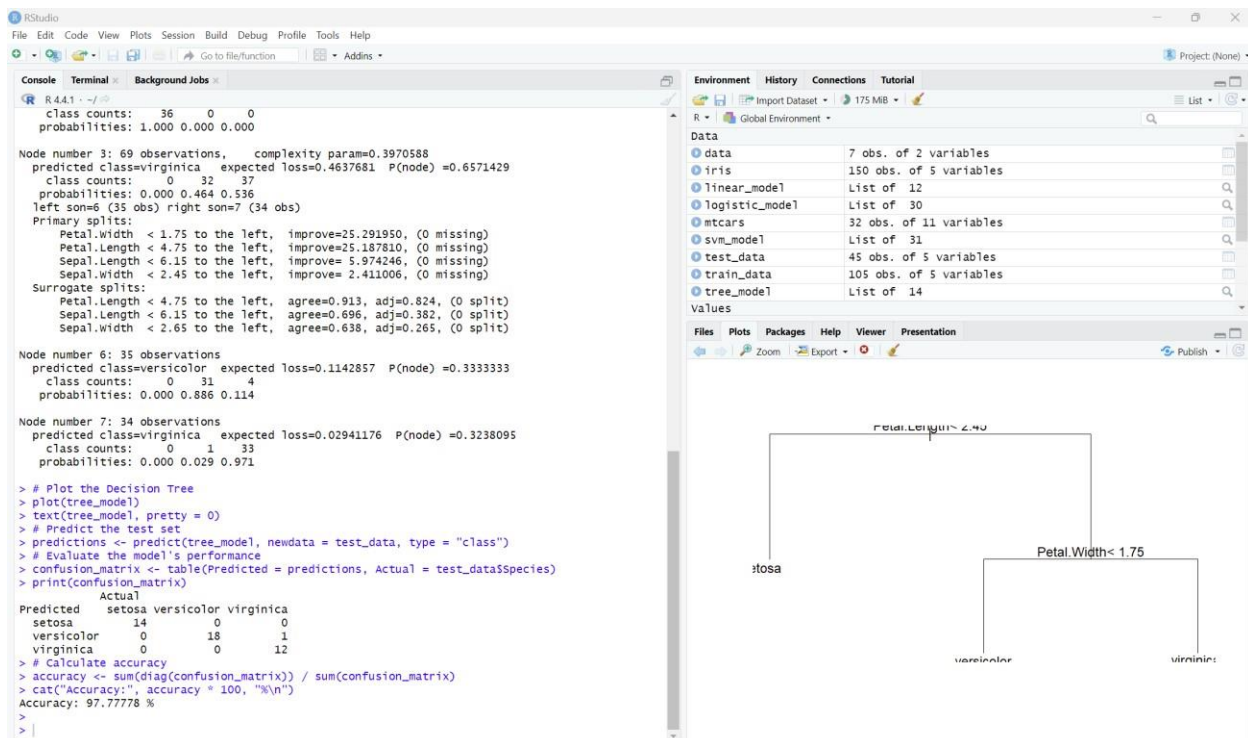 RStudio
File Edit Code View Plots Session Build Debug Profile Tools Help
Go to file/function Addins Project: (None)
Console Terminal Background Jobs
R 4.4.1 · ~/
class counts: 36 0 0
probabilities: 1.000 0.000 0.000
Node number 3: 69 observations, complexity param=0.3970588
predicted class=virginica expected loss=0.4637681 P(node) =0.6571429
class counts: 0 32 37
probabilities: 0.000 0.464 0.536
left son=6 (35 obs) right son=7 (34 obs)
Primary splits:
Petal.Width < 1.75 to the left, improve=25.291950, (0 missing)
Petal.Length < 4.75 to the left, improve=25.187810, (0 missing)
Sepal.Length < 6.15 to the left, improve= 5.974246, (0 missing)
Sepal.Width < 2.45 to the left, improve= 2.411006, (0 missing)
Surrogate splits:
Petal.Length < 4.75 to the left, agree=0.913, adj=0.824, (0 split)
Sepal.Length < 6.15 to the left, agree=0.696, adj=0.382, (0 split)
Sepal.Width < 2.65 to the left, agree=0.638, adj=0.265, (0 split)
Node number 6: 35 observations
predicted class=versicolor expected loss=0.1142857 P(node) =0.3333333
class counts: 0 31 4
probabilities: 0.000 0.886 0.114
Node number 7: 34 observations
predicted class=virginica expected loss=0.02941176 P(node) =0.3238095
class counts: 0 1 33
probabilities: 0.000 0.029 0.971
> # Plot the Decision Tree
> plot(tree_model)
> text(tree_model, pretty = 0)
> # Predict the test set
> predictions <- predict(tree_model, newdata = test_data, type = "class")
> # Evaluate the model's performance
> confusion_matrix <- table(Predicted = predictions, Actual = test_data$Species)
> print(confusion_matrix)
Actual
Predicted setosa versicolor virginica
setosa 14 0 0
versicolor 0 18 1
virginica 0 0 12
> # Calculate accuracy
> accuracy <- sum(diag(confusion_matrix)) / sum(confusion_matrix)
> cat("Accuracy:", accuracy * 100, "%\n")
Accuracy: 97.77778 %
>
>
Environment History Connections Tutorial
Import Dataset 175 MiB List
R Global Environment
Data
data 7 obs. of 2 variables
iris 150 obs. of 5 variables
linear_model List of 12
logistic_model List of 30
mtcars 32 obs. of 11 variables
svm_model List of 31
test_data 45 obs. of 5 variables
train_data 105 obs. of 5 variables
tree_model List of 14
Values
Files Plots Packages Help Viewer Presentation
Zoom Export Publish
Petal.Length< 2.45
Petal.Width< 1.75
etosa
versicolor virginica